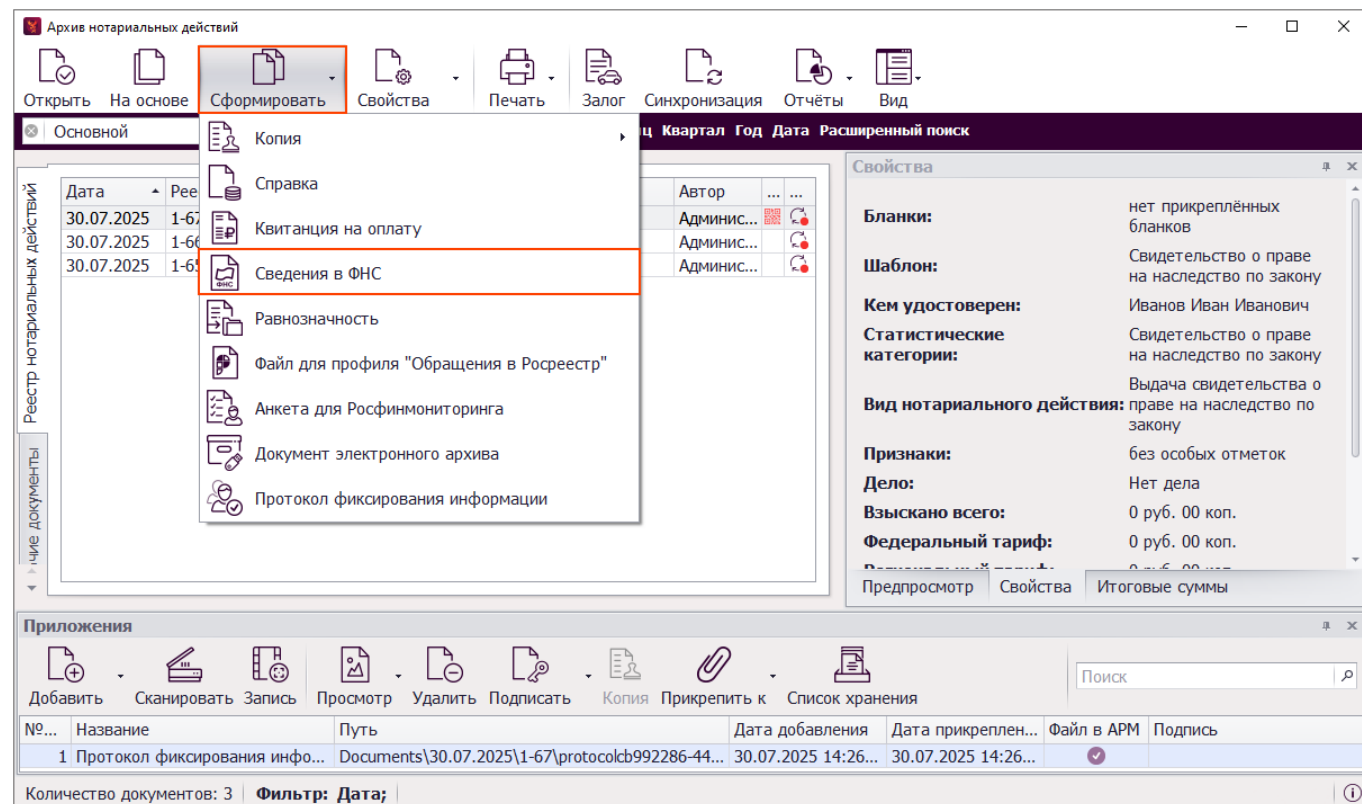 Архив нотариальных действий
Открыть На основе Сформировать Свойства Печать Залог Синхронизация Отчёты Вид
Основной
Квартал Год Дата Расширенный поиск
Копия
Справка
Квитанция на оплату
Сведения в ФНС
Равнозначность
Файл для профиля "Обращения в Росреестр"
Анкета для Росфинмониторинга
Документ электронного архива
Протокол фиксирования информации
Реестр нотариальных действий
Дата Рее Автор ... ...
30.07.2025 1-67 Админис...
30.07.2025 1-66 Админис...
30.07.2025 1-65 Админис...
Свойства
Бланки: нет прикреплённых
бланков
Шаблон: Свидетельство о праве
на наследство по закону
Кем удостоверен: Иванов Иван Иванович
Статистические Свидетельство о праве
категории: на наследство по закону
Выдача свидетельства о
Вид нотариального действия: праве на наследство по
закону
Признаки: без особых отметок
Дело: Нет дела
Взыскано всего: 0 руб. 00 коп.
Федеральный тариф: 0 руб. 00 коп.
Предпросмотр Свойства Итоговые суммы
Приложения
Добавить Сканировать Запись Просмотр Удалить Подписать Копия Прикрепить к Список хранения
Поиск
№... Название Путь Дата добавления Дата прикреплен... Файл в АРМ Подпись
1 Протокол фиксирования инфо... Documents\30.07.2025\1-67\protocolcb992286-44... 30.07.2025 14:26... 30.07.2025 14:26...
Количество документов: 3 Фильтр: Дата;